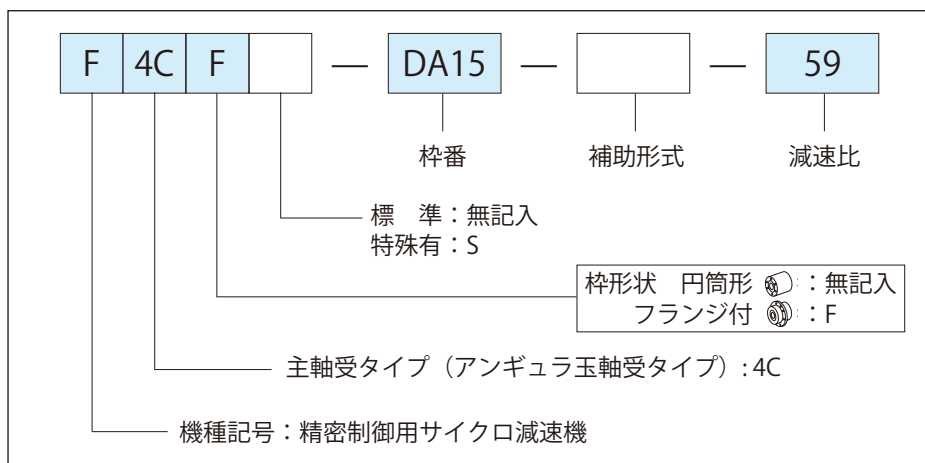 F 4C F — DA15 — — 59
枠番 補助形式 減速比
標　準：無記入
特殊有：S
枠形状　円筒形：無記入
フランジ付：F
主軸受タイプ（アンギュラ玉軸受タイプ）: 4C
機種記号：精密制御用サイクロ減速機